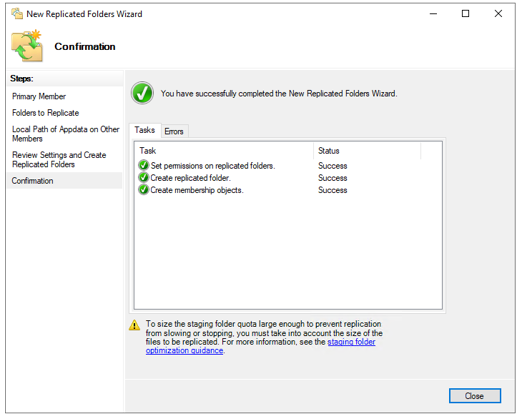 New Replicated Folders Wizard
Confirmation
Steps:
Primary Member
Folders to Replicate
Local Path of Appdata on Other
Members
Review Settings and Create
Replicated Folders
Confirmation
You have successfully completed the New Replicated Folders Wizard.
Tasks
Errors
Task
Status
Set permissions on replicated folders.
Success
Create replicated folder.
Success
Create membership objects.
Success
To size the staging folder quota large enough to prevent replication
from slowing or stopping, you must take into account the size of the
files to be replicated. For more information, see the staging folder
optimization guidance.
Close